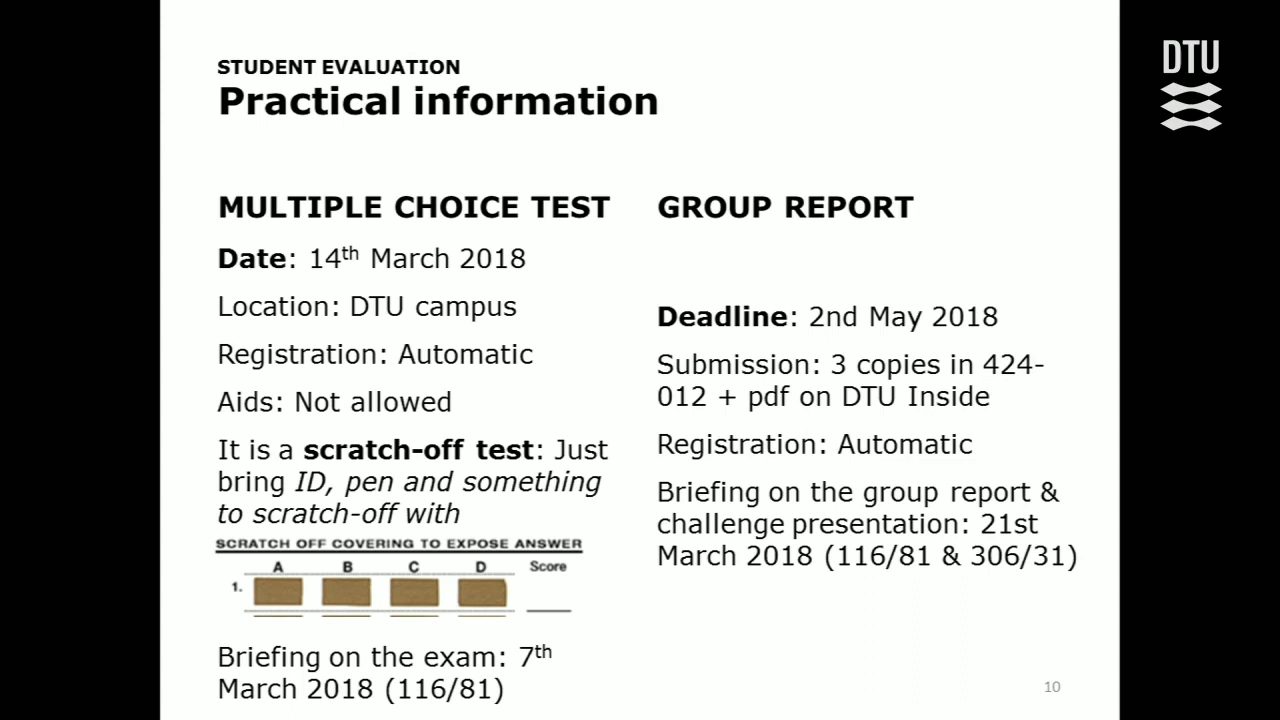 STUDENT EVALUATION
Practical information
DTU
MULTIPLE CHOICE TEST
Date: 14th March 2018
Location: DTU campus
Registration: Automatic
Aids: Not allowed
It is a scratch-off test: Just
bring ID, pen and something
to scratch-off with
SCRATCH OFF COVERING TO EXPOSE ANSWER
A B C D Score
1.
Briefing on the exam: 7th
March 2018 (116/81)
GROUP REPORT
Deadline: 2nd May 2018
Submission: 3 copies in 424-
012 + pdf on DTU Inside
Registration: Automatic
Briefing on the group report &
challenge presentation: 21st
March 2018 (116/81 & 306/31)
10